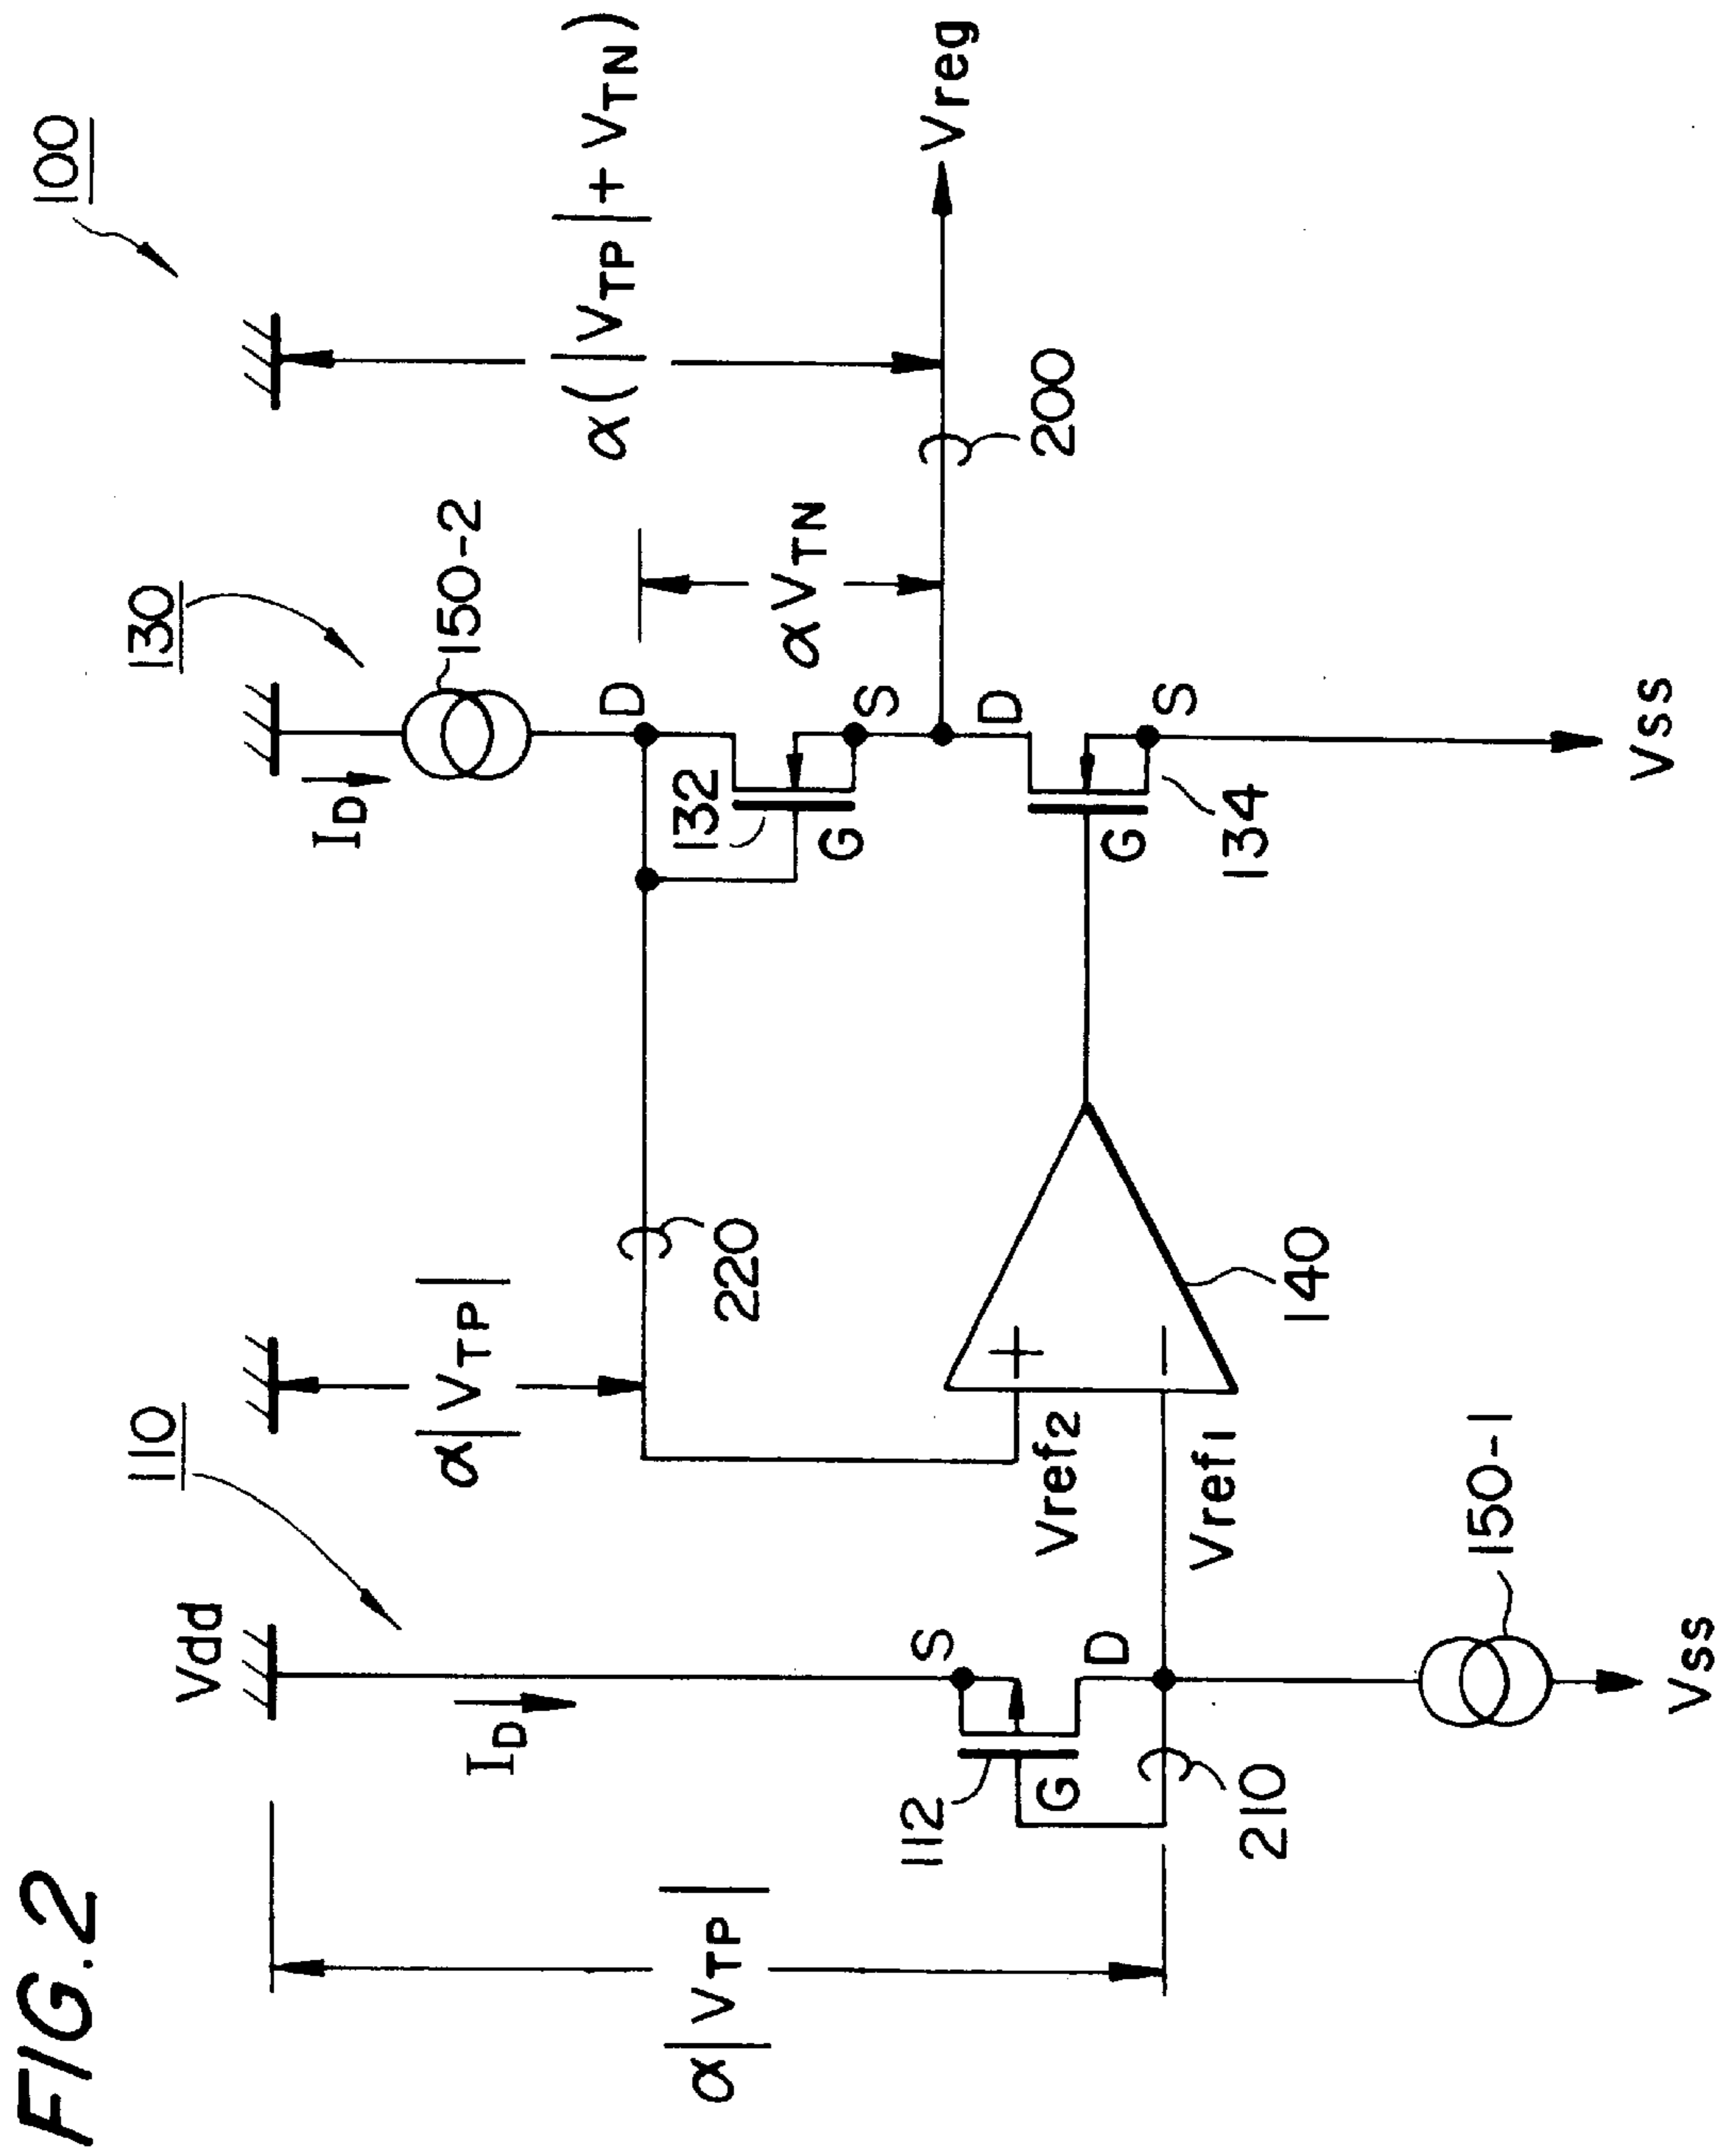 FIG.2
100
110
130
Vdd
ID
ID
150-2
α|VTP|
α|VTP|
αVTN
α(|VTP|+VTN)
D
132
G
S
220
Vreg
200
D
G
S
134
S
112
G
D
210
Vref2
Vref1
+
−
140
150-1
Vss
Vss